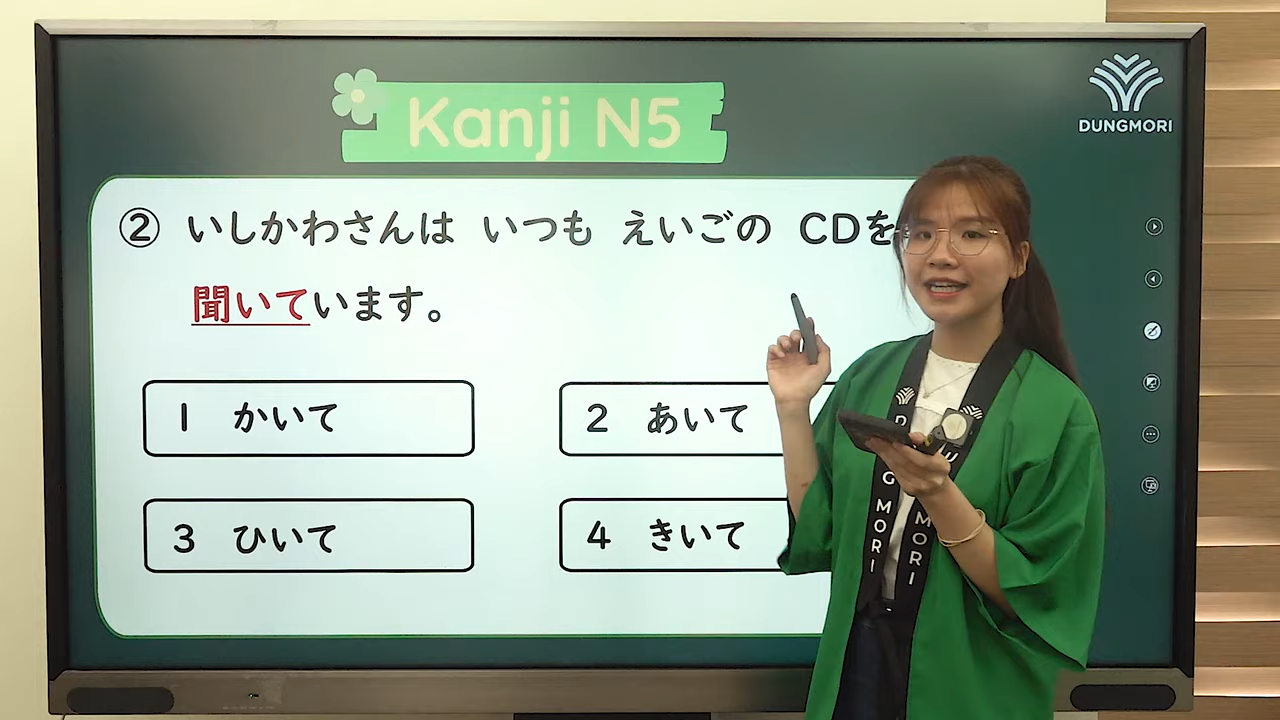 Kanji N5
DUNGMORI
② いしかわさんは いつも えいごの CDを
聞いています。
1 かいて
2 あいて
3 ひいて
4 きいて
G MORI
MORI